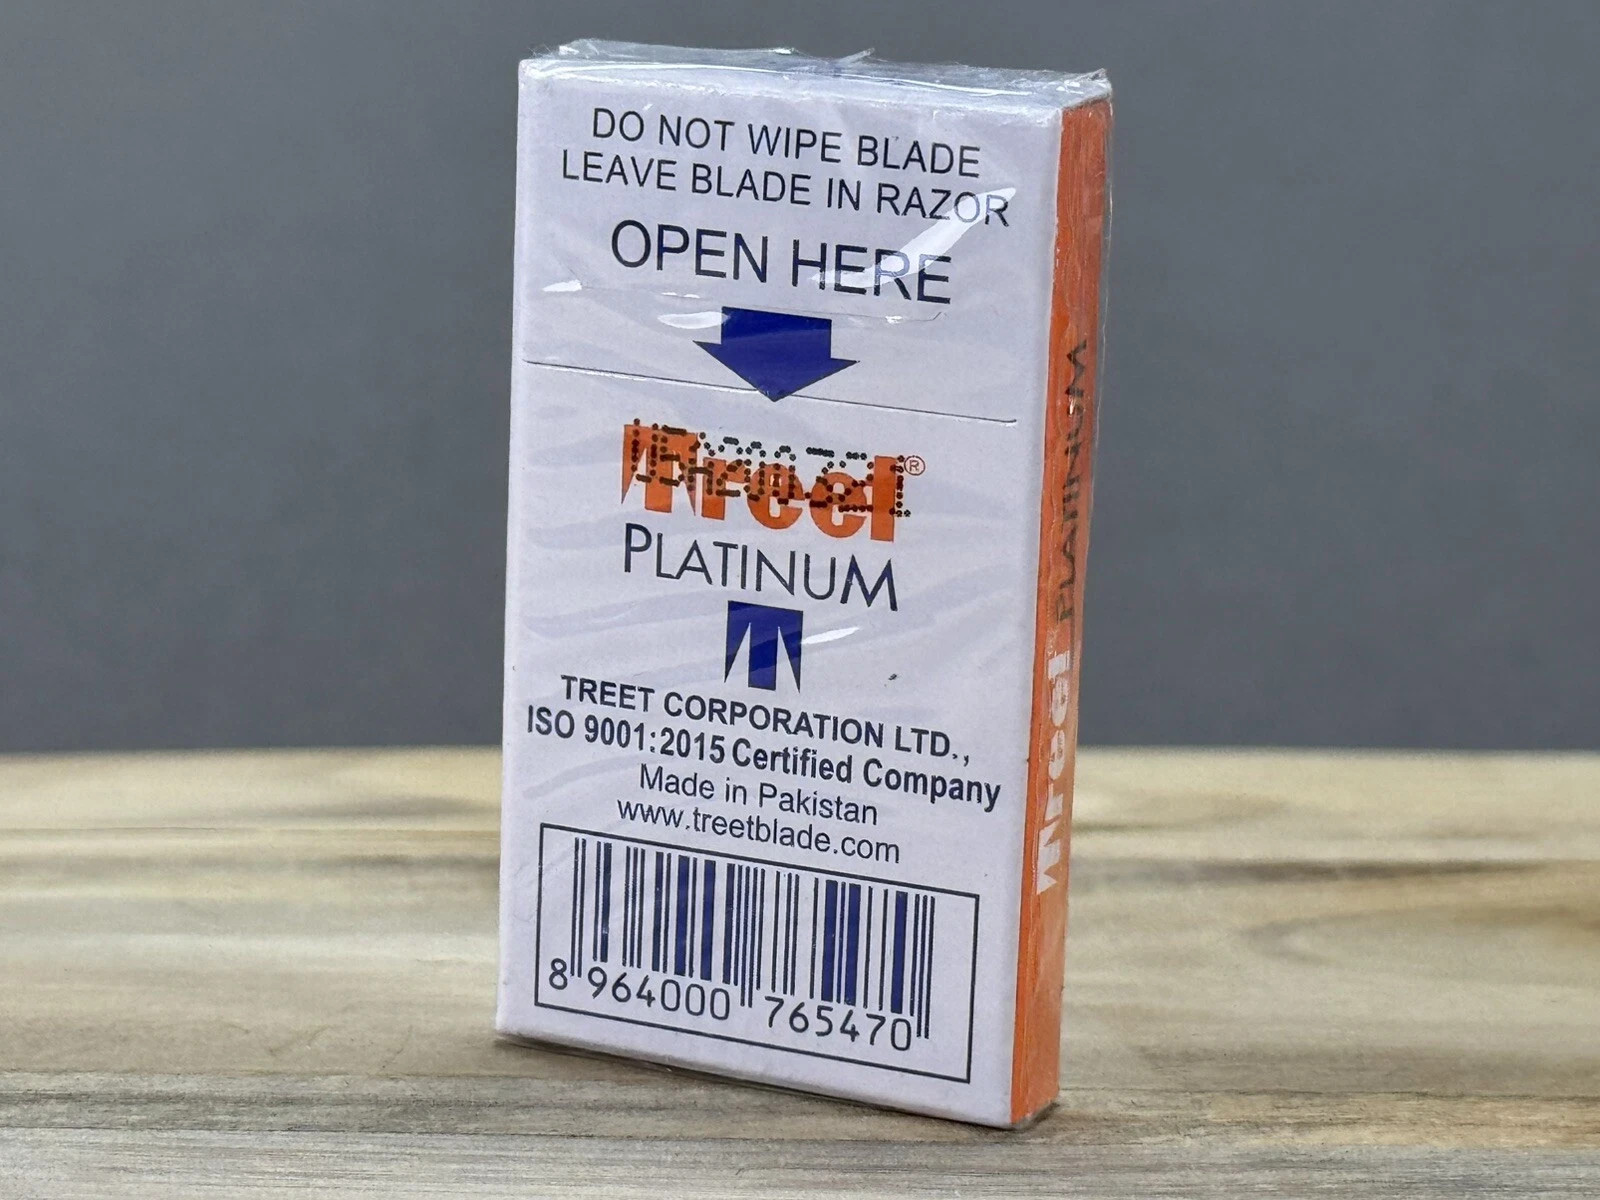 DO NOT WIPE BLADE
LEAVE BLADE IN RAZOR
OPEN HERE
Treet®
PLATINUM
TREET CORPORATION LTD.,
ISO 9001:2015 Certified Company
Made in Pakistan
www.treetblade.com
8 964000 765470
Treet® PLATINUM